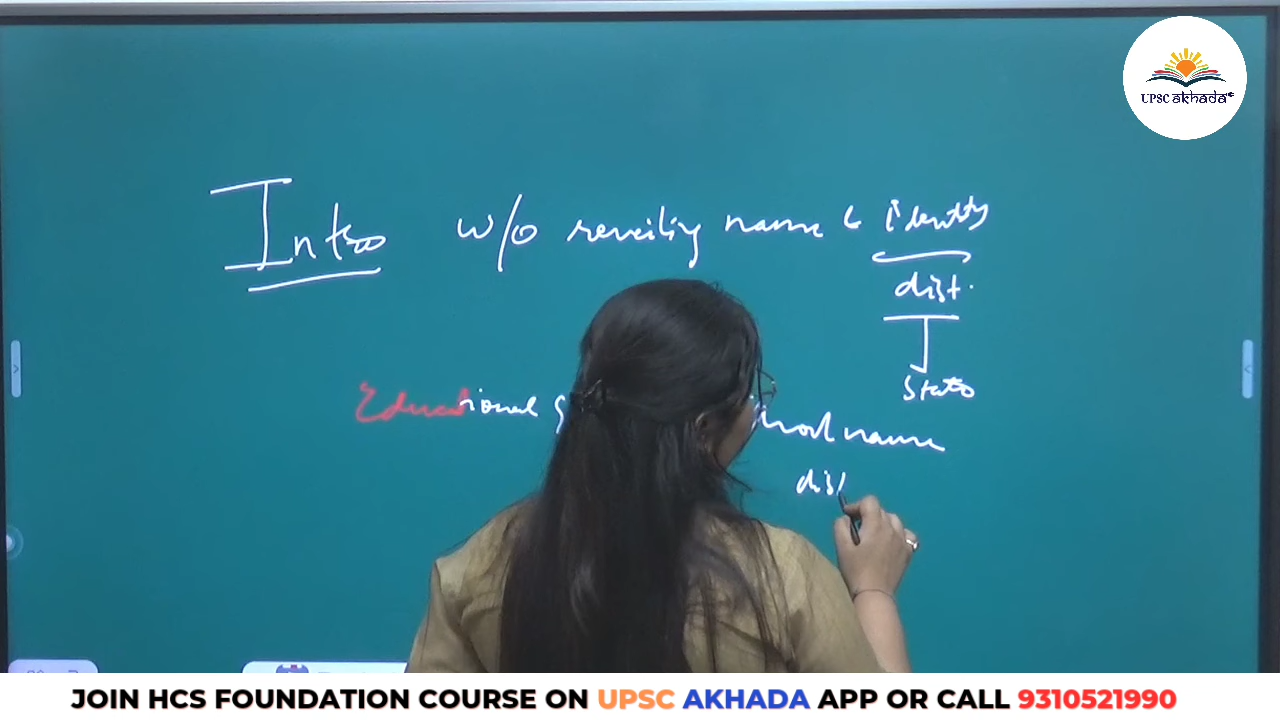 UPSC akhada
Intro w/o reveiling name & identity
dist.
State
Educational
name
dist
JOIN HCS FOUNDATION COURSE ON UPSC AKHADA APP OR CALL 9310521990